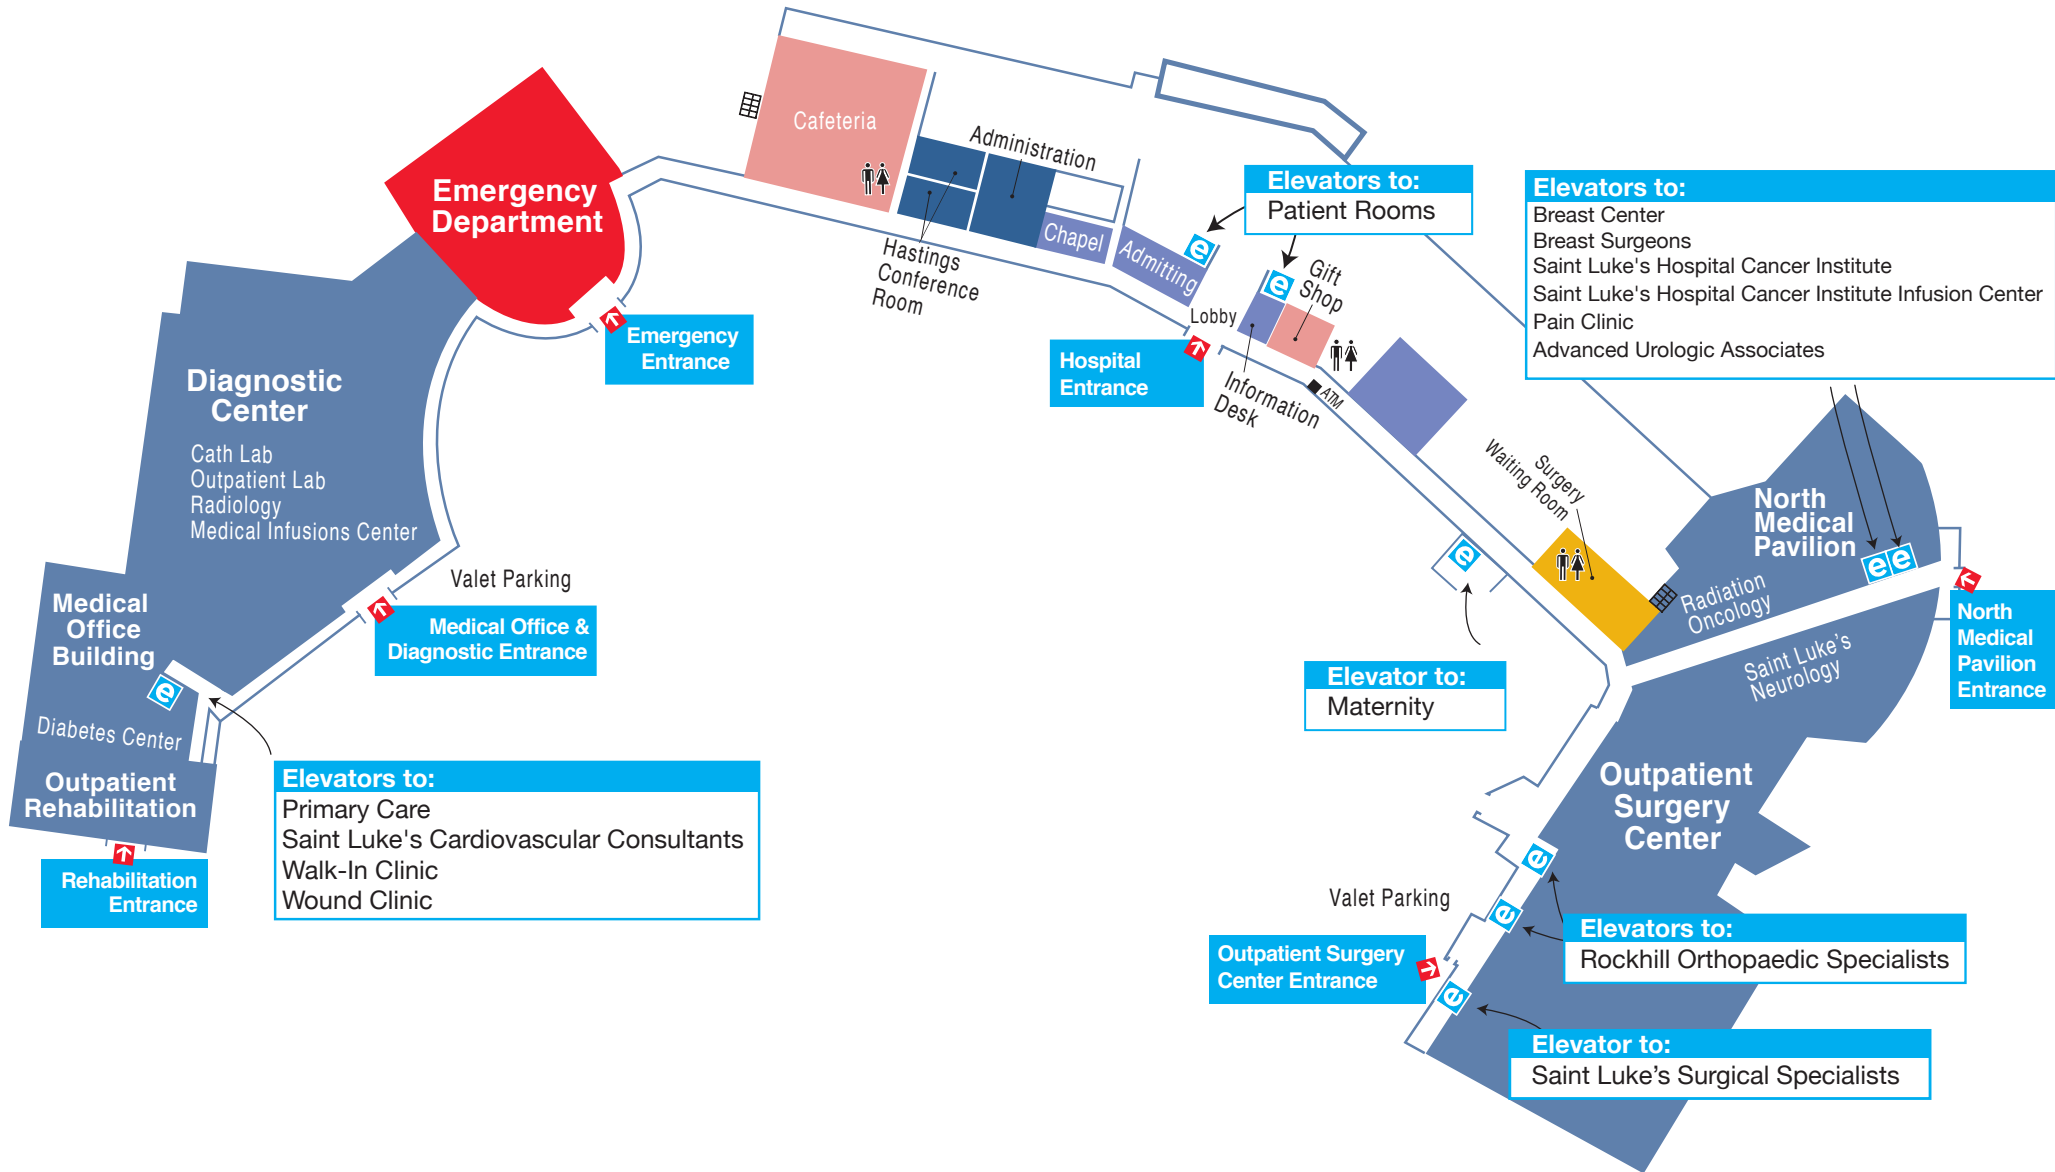 Cafeteria
Administration
Emergency
Department
Hastings
Conference
Room
Chapel
Admitting
e
Elevators to:
Patient Rooms
e
Gift
Shop
Lobby
Information
Desk
ATM
Emergency
Entrance
Hospital
Entrance
Elevators to:
Breast Center
Breast Surgeons
Saint Luke's Hospital Cancer Institute
Saint Luke's Hospital Cancer Institute Infusion Center
Pain Clinic
Advanced Urologic Associates
Diagnostic
Center
Cath Lab
Outpatient Lab
Radiology
Medical Infusions Center
Surgery
Waiting Room
North
Medical
Pavilion
e
e
e
Radiation
Oncology
Saint Luke's
Neurology
North
Medical
Pavilion
Entrance
Valet Parking
Medical Office &
Diagnostic Entrance
Medical
Office
Building
e
Diabetes Center
Outpatient
Rehabilitation
Rehabilitation
Entrance
Elevators to:
Primary Care
Saint Luke's Cardiovascular Consultants
Walk-In Clinic
Wound Clinic
Elevator to:
Maternity
Outpatient
Surgery
Center
e
e
e
Valet Parking
Outpatient Surgery
Center Entrance
Elevators to:
Rockhill Orthopaedic Specialists
Elevator to:
Saint Luke’s Surgical Specialists